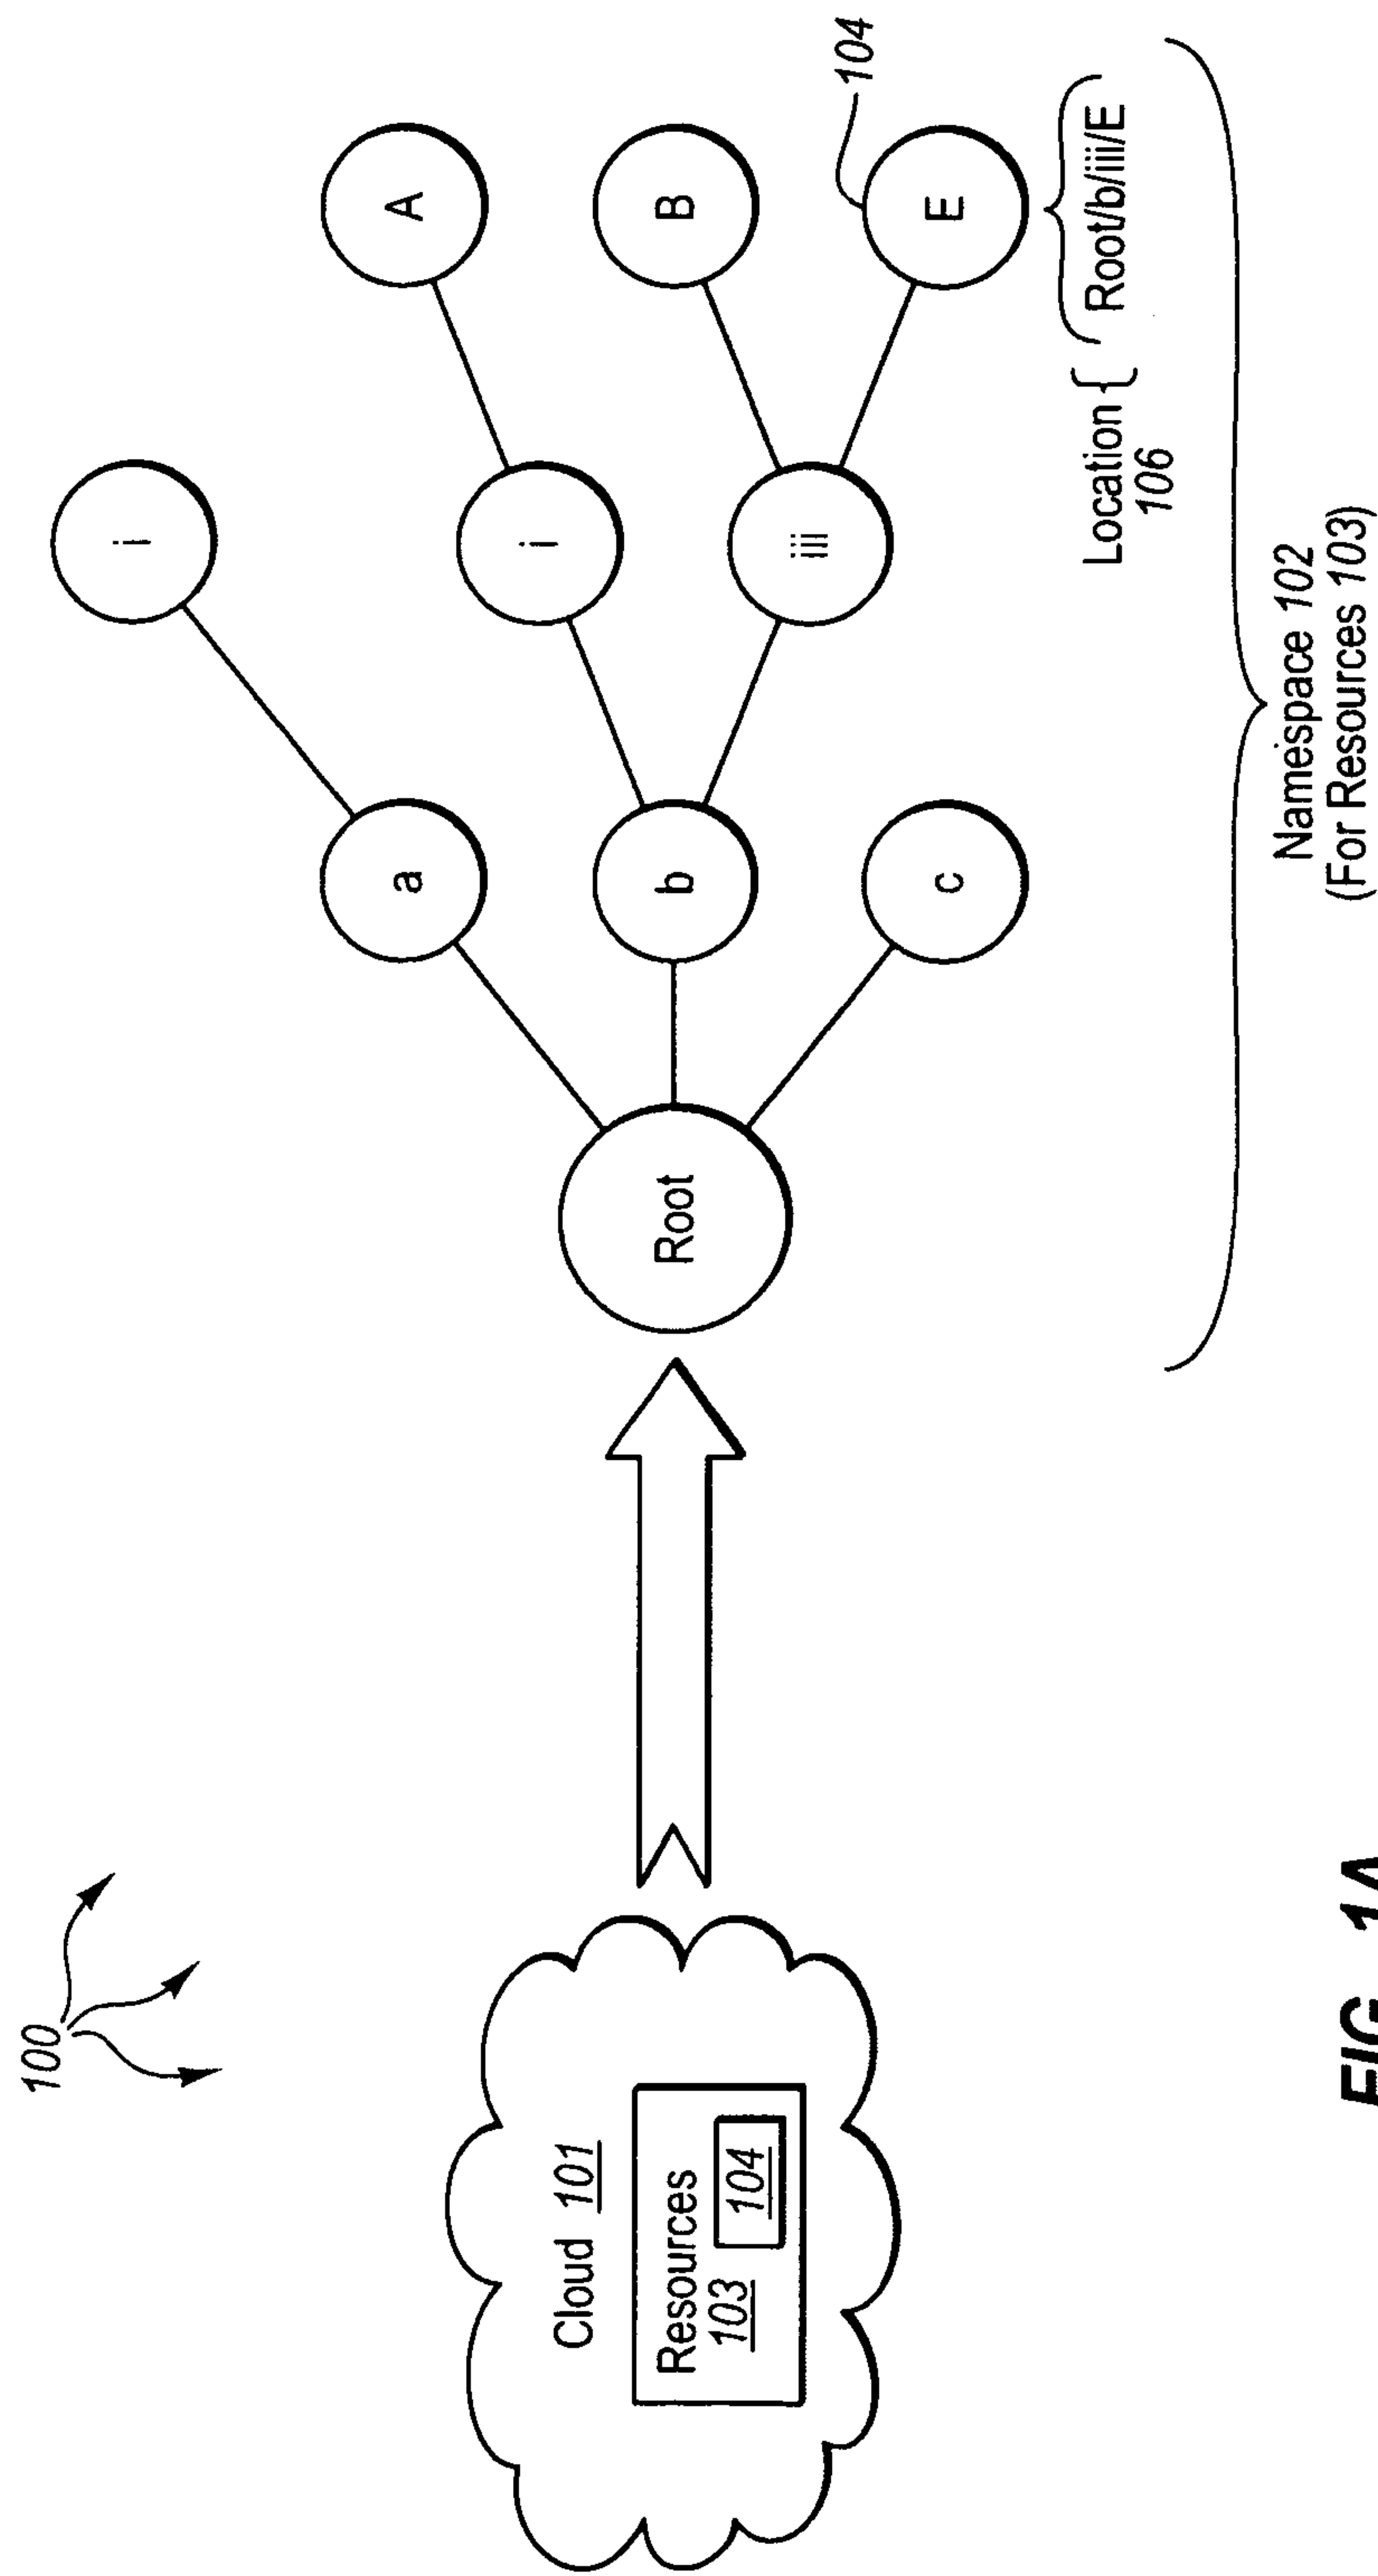 100
Cloud 101
Resources
103
104
Root
a
b
c
i
i
iii
A
B
E
104
Location {
106
Root/b/iii/E
Namespace 102
(For Resources 103)
FIG. 1A